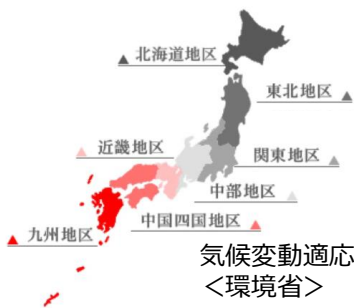 ▲北海道地区
東北地区▲
▲近畿地区
関東地区▲
中部地区▲
▲九州地区
中国四国地区▲
気候変動適応
<環境省>